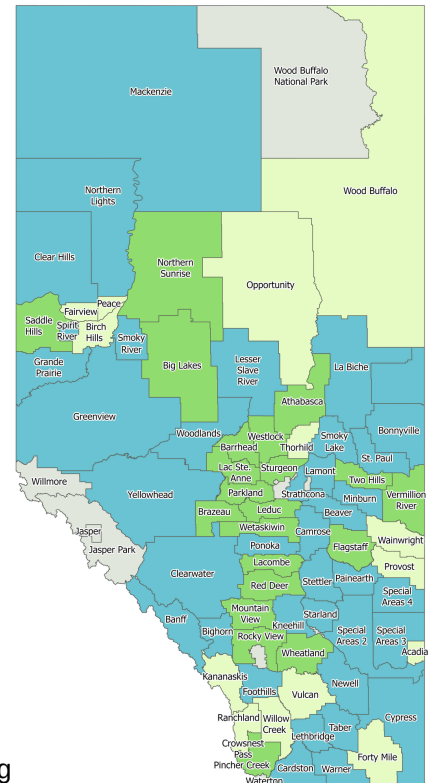 Wood Buffalo
National Park
Mackenzie
Wood Buffalo
Northern
Lights
Clear Hills
Northern
Sunrise
Opportunity
Peace
Fairview
Saddle
Hills
Spirit
River
Birch
Hills
Smoky
River
Big Lakes
Lesser
Slave
River
La Biche
Grande
Prairie
Athabasca
Greenview
Woodlands
Westlock
Barrhead
Thorhild
Smoky
Lake
Bonnyville
St. Paul
Lac Ste.
Anne
Sturgeon
Lamont
Two Hills
Willmore
Yellowhead
Parkland
Strathcona
Minburn
Vermillion
River
Brazeau
Leduc
Beaver
Wetaskiwin
Camrose
Jasper
Jasper Park
Ponoka
Flagstaff
Wainwright
Provost
Clearwater
Lacombe
Red Deer
Stettler
Painearth
Special
Areas 4
Banff
Bighorn
Mountain
View
Kneehill
Starland
Rocky View
Special
Areas 2
Special
Areas 3
Acadia
Wheatland
Kananaskis
Foothills
Vulcan
Newell
Cypress
Ranchland
Willow
Creek
Taber
Lethbridge
Crowsnest
Pass
Pincher Creek
Cardston
Warner
Forty Mile
Waterton
g